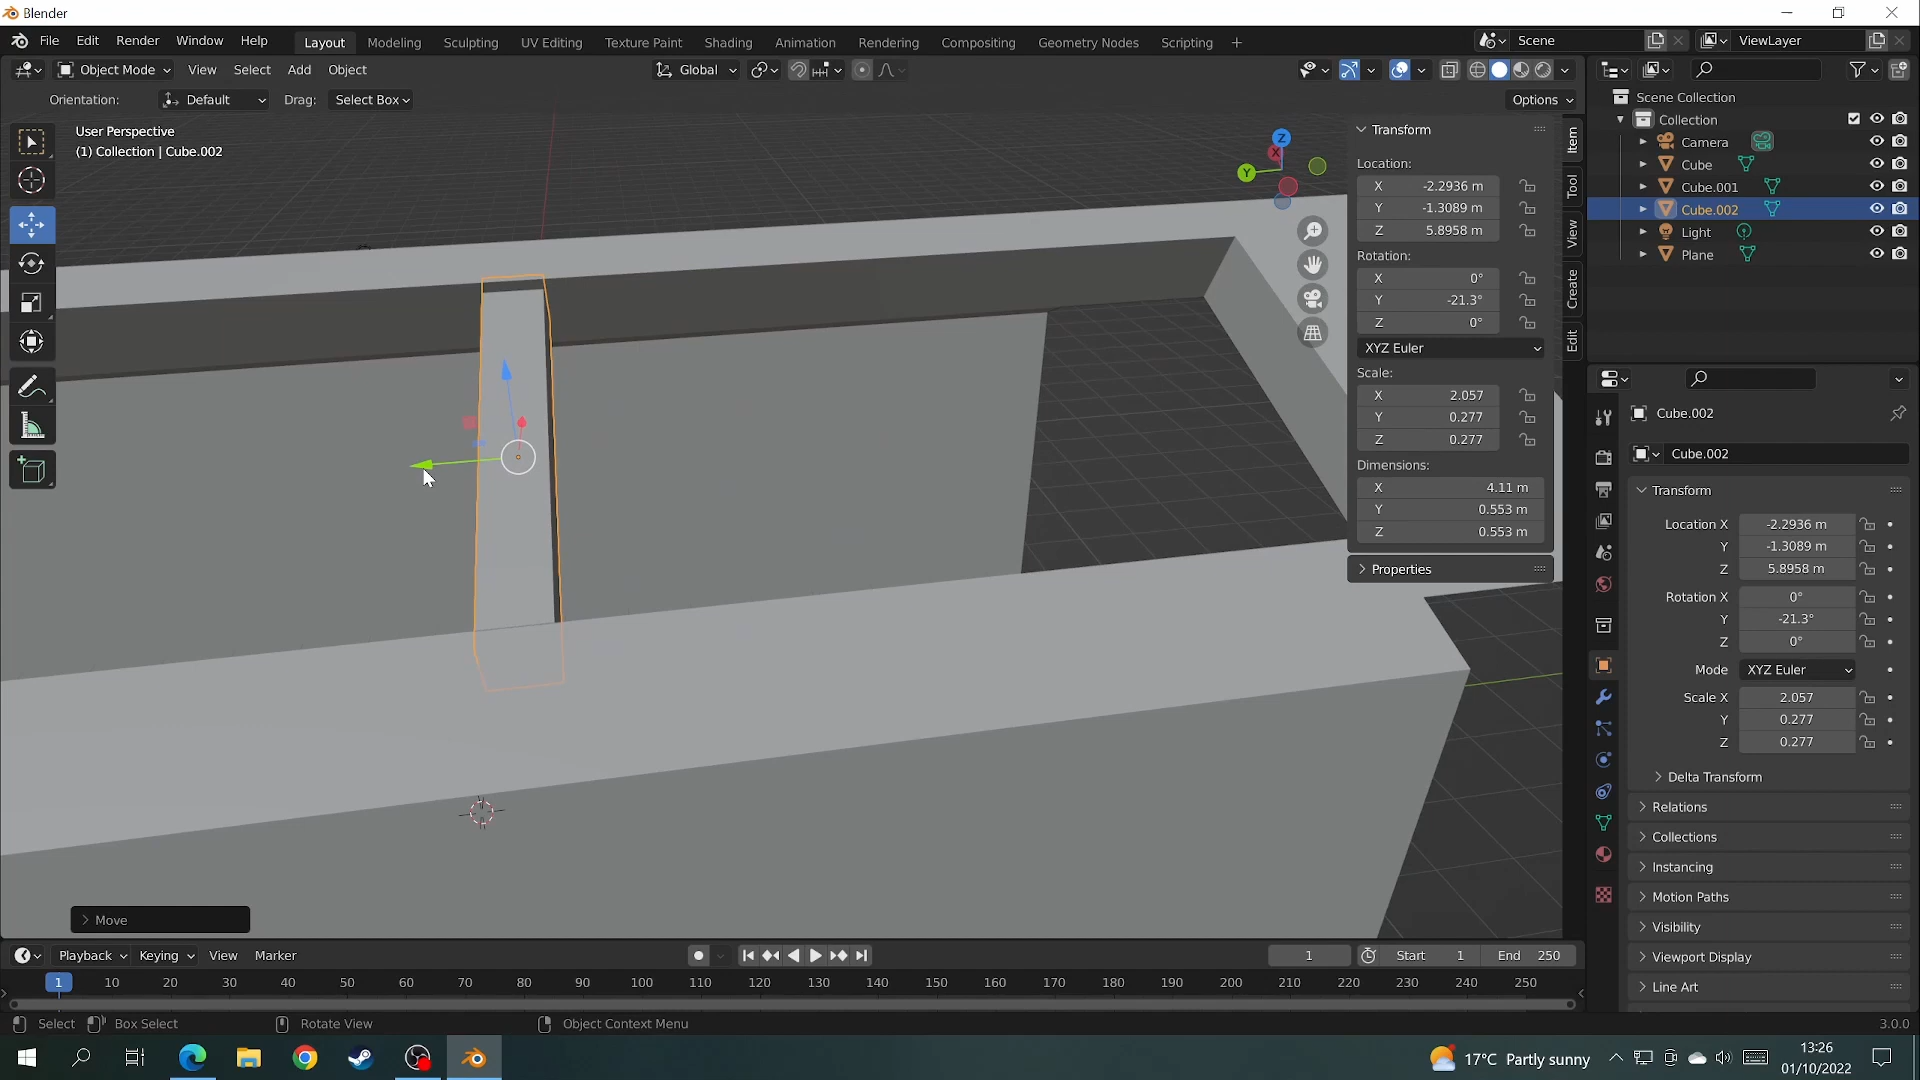 Blender
File Edit Render Window Help Layout Modeling Sculpting UV Editing Texture Paint Shading Animation Rendering Compositing Geometry Nodes Scripting + Scene ViewLayer
Object Mode View Select Add Object Global
Orientation: Default Drag: Select Box Options
User Perspective
(1) Collection | Cube.002
Z
X
Y
Transform
Location:
X -2.2936 m
Y -1.3089 m
Z 5.8958 m
Rotation:
X 0°
Y -21.3°
Z 0°
XYZ Euler
Scale:
X 2.057
Y 0.277
Z 0.277
Dimensions:
X 4.11 m
Y 0.553 m
Z 0.553 m
Properties
Item
Tool
View
Create
Edit
Scene Collection
Collection
Camera
Cube
Cube.001
Cube.002
Light
Plane
Cube.002
Cube.002
Transform
Location X -2.2936 m
Y -1.3089 m
Z 5.8958 m
Rotation X 0°
Y -21.3°
Z 0°
Mode XYZ Euler
Scale X 2.057
Y 0.277
Z 0.277
Delta Transform
Relations
Collections
Instancing
Motion Paths
Visibility
Viewport Display
Line Art
Move
Playback Keying View Marker 1 Start 1 End 250
1 10 20 30 40 50 60 70 80 90 100 110 120 130 140 150 160 170 180 190 200 210 220 230 240 250
Select Box Select Rotate View Object Context Menu 3.0.0
17°C Partly sunny
13:26
01/10/2022